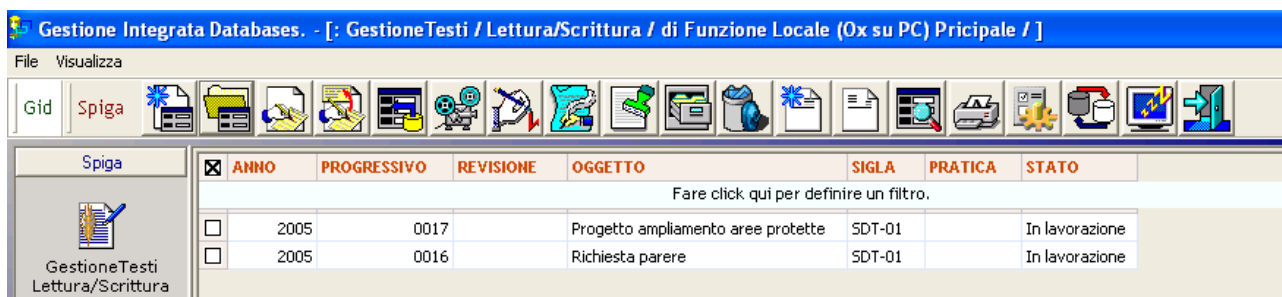 Gestione Integrata Databases. - [: GestioneTesti / Lettura/Scrittura / di Funzione Locale (Ox su PC) Pricipale / ]
File Visualizza
Gid Spiga
Spiga
ANNO PROGRESSIVO REVISIONE OGGETTO SIGLA PRATICA STATO
Fare click qui per definire un filtro.
2005 0017 Progetto ampliamento aree protette SDT-01 In lavorazione
2005 0016 Richiesta parere SDT-01 In lavorazione
GestioneTesti
Lettura/Scrittura